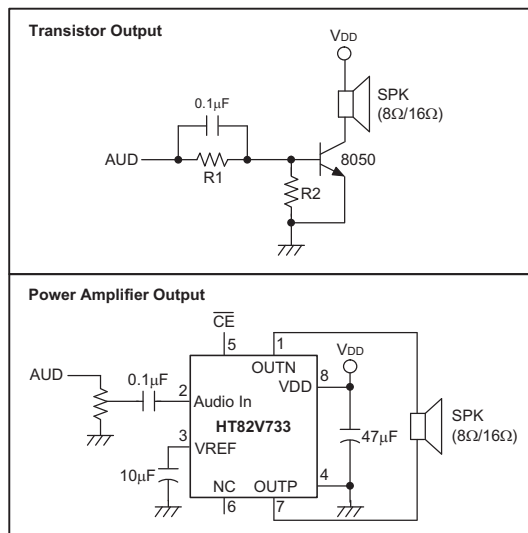 Transistor Output
VDD
0.1μF
SPK
(8Ω/16Ω)
AUD
R1
8050
R2
Power Amplifier Output
CE
5
1
OUTN
VDD
8
VDD
AUD
0.1μF
2
Audio In
HT82V733
3
VREF
10μF
47μF
SPK
(8Ω/16Ω)
4
NC
OUTP
6
7